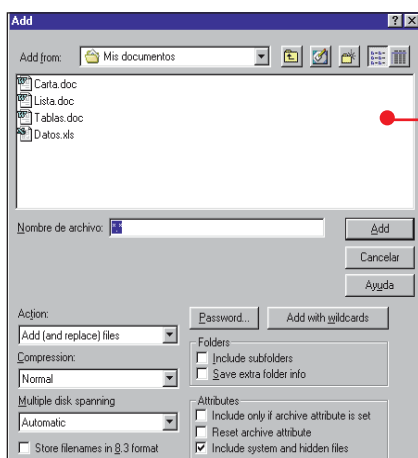 Add
Add from: Mis documentos
Carta.doc
Lista.doc
Tablas.doc
Datos.xls
Nombre de archivo: *.*
Add
Cancelar
Ayuda
Action:
Add (and replace) files
Password...
Add with wildcards
Compression:
Normal
Folders
Include subfolders
Save extra folder info
Multiple disk spanning
Automatic
Attributes
Include only if archive attribute is set
Reset archive attribute
Store filenames in 8.3 format
Include system and hidden files